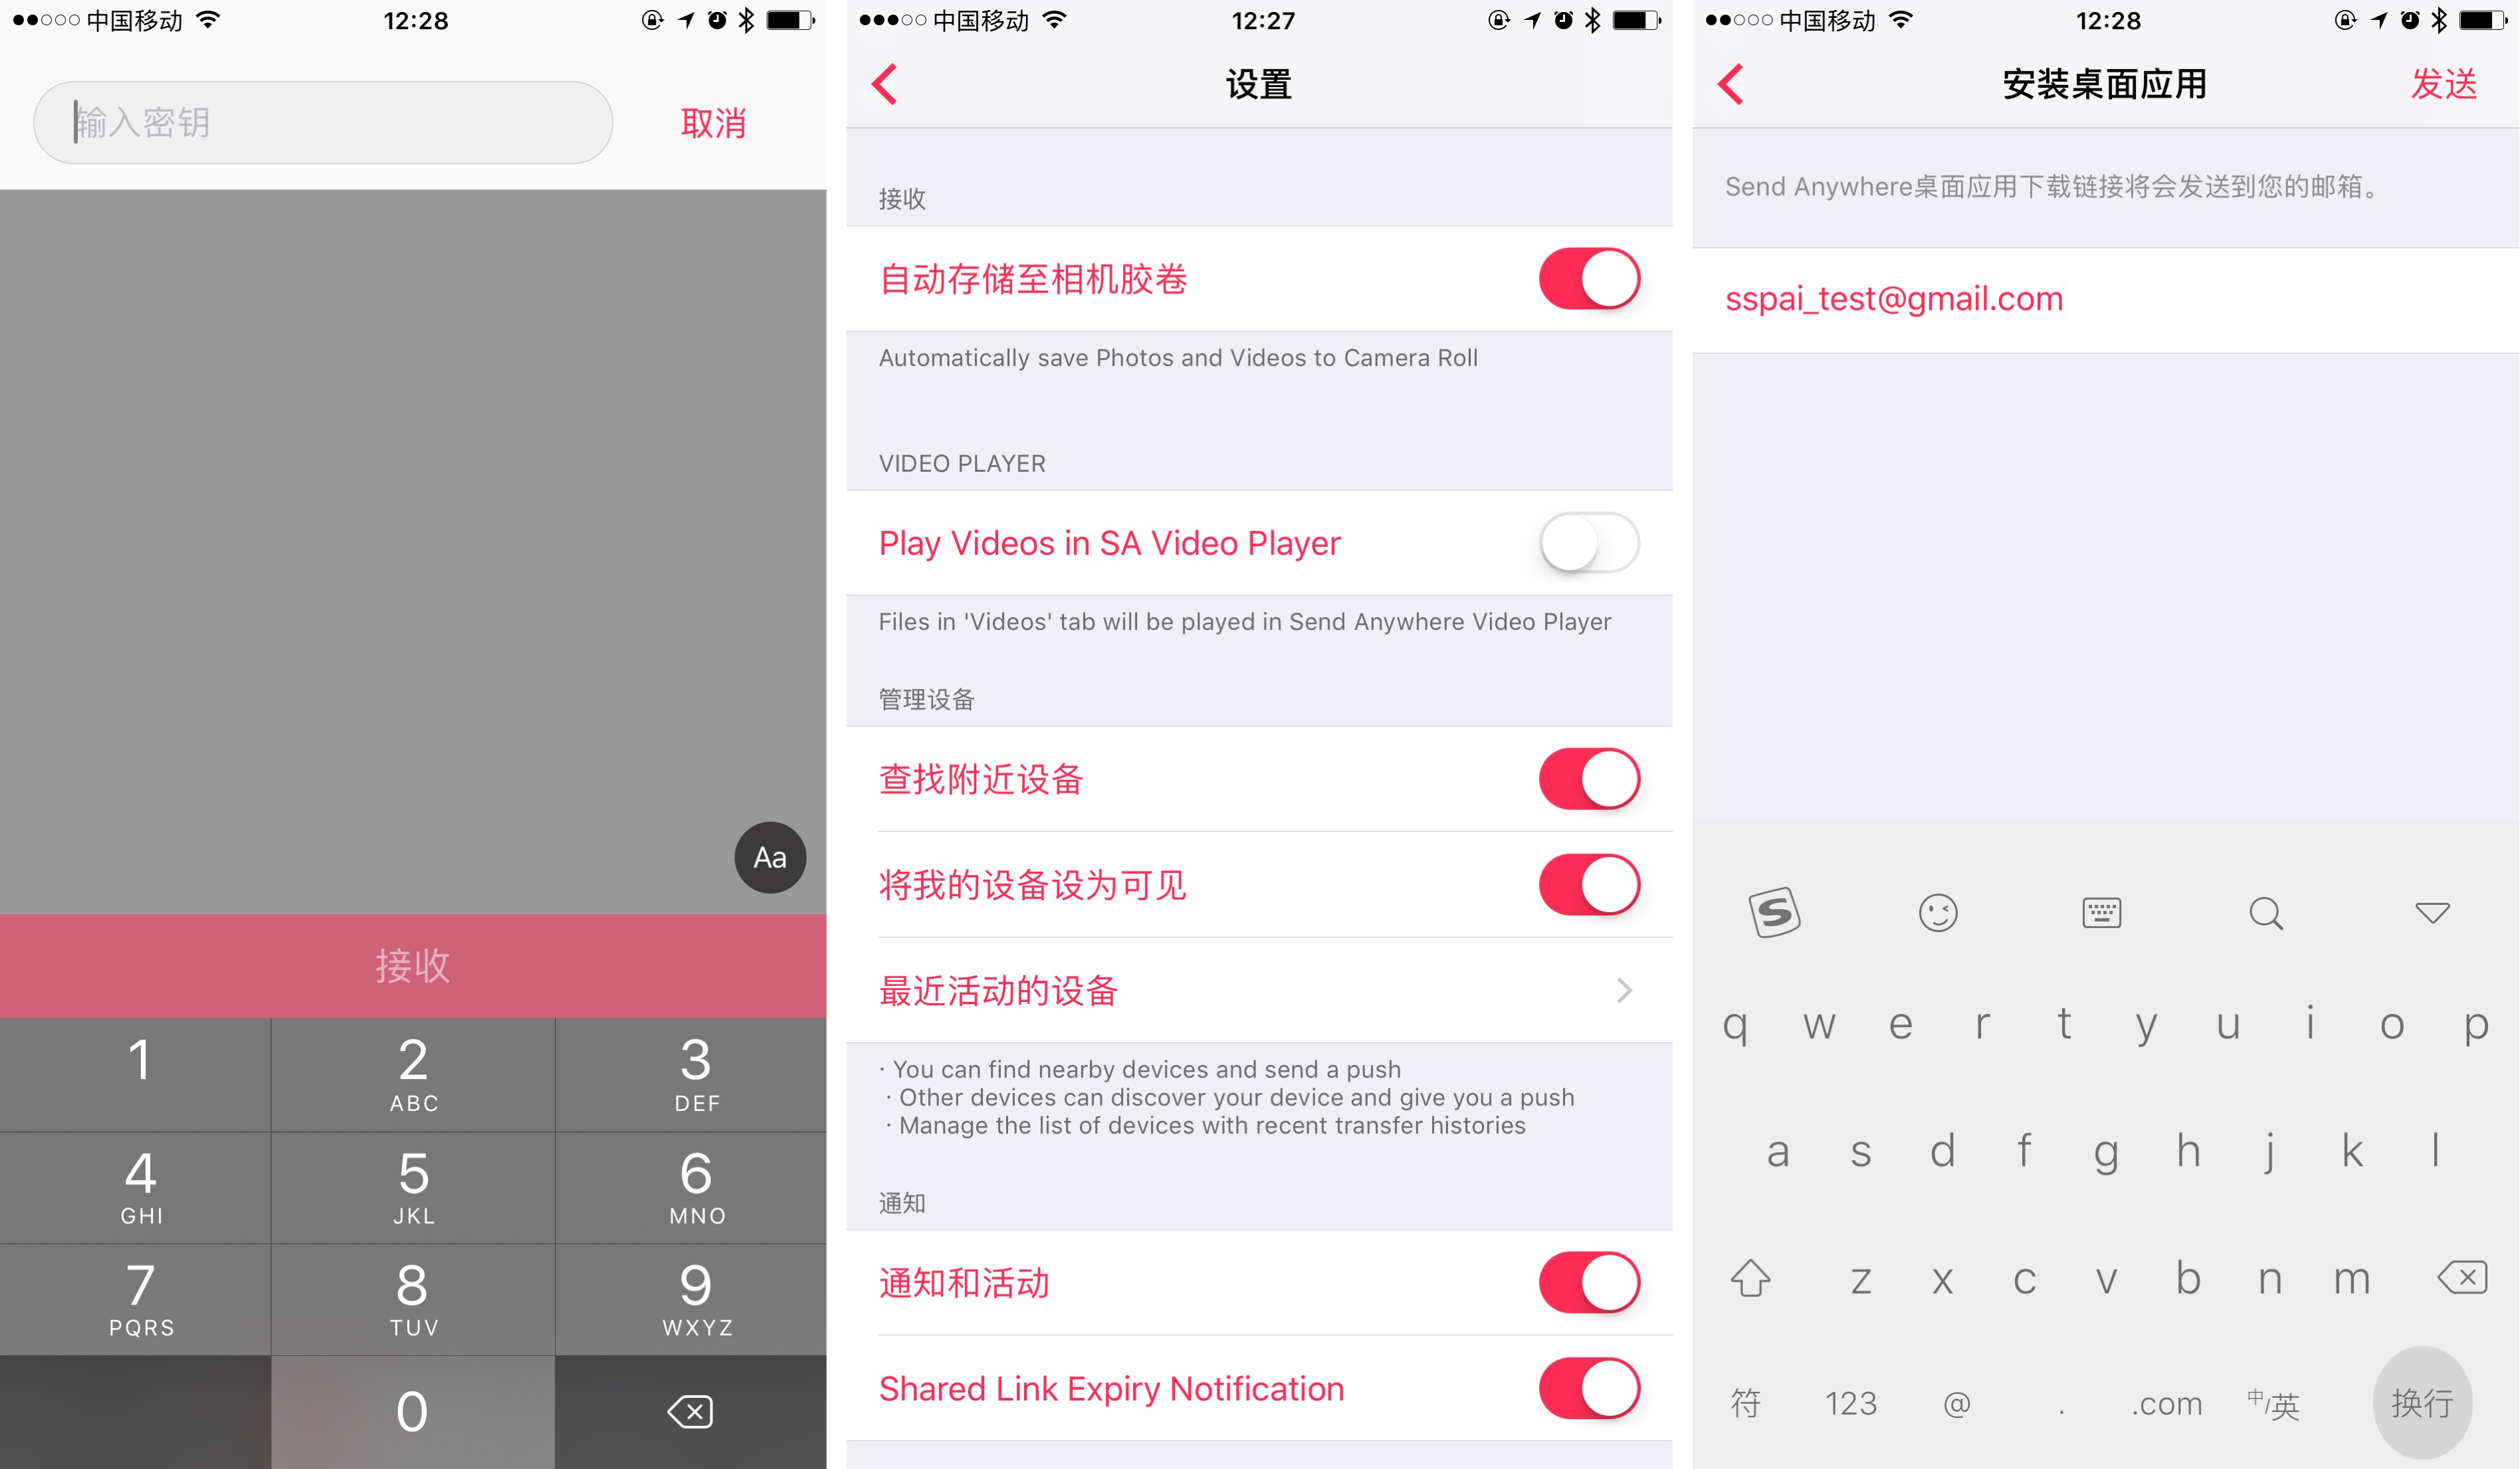 中国移动 12:28
输入密钥 取消
Aa
接收
1 2 3
ABC DEF
4 5 6
GHI JKL MNO
7 8 9
PQRS TUV WXYZ
0
中国移动 12:27
设置
接收
自动存储至相机胶卷
Automatically save Photos and Videos to Camera Roll
VIDEO PLAYER
Play Videos in SA Video Player
Files in 'Videos' tab will be played in Send Anywhere Video Player
管理设备
查找附近设备
将我的设备设为可见
最近活动的设备
· You can find nearby devices and send a push
· Other devices can discover your device and give you a push
· Manage the list of devices with recent transfer histories
通知
通知和活动
Shared Link Expiry Notification
中国移动 12:28
安装桌面应用 发送
Send Anywhere桌面应用下载链接将会发送到您的邮箱。
sspai_test@gmail.com
S
q w e r t y u i o p
a s d f g h j k l
z x c v b n m
符 123 @ . .com 中/英 换行